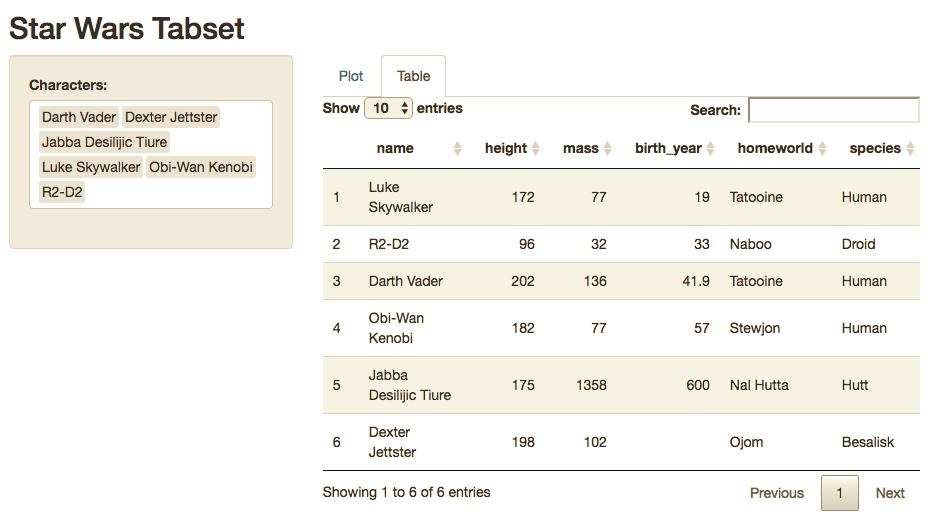 Star Wars Tabset
Characters:
Darth Vader Dexter Jettster
Jabba Desilijic Tiure
Luke Skywalker Obi-Wan Kenobi
R2-D2
Plot Table
Show 10 entries Search:
name height mass birth_year homeworld species
1 Luke Skywalker 172 77 19 Tatooine Human
2 R2-D2 96 32 33 Naboo Droid
3 Darth Vader 202 136 41.9 Tatooine Human
4 Obi-Wan Kenobi 182 77 57 Stewjon Human
5 Jabba Desilijic Tiure 175 1358 600 Nal Hutta Hutt
6 Dexter Jettster 198 102 Ojom Besalisk
Showing 1 to 6 of 6 entries Previous 1 Next